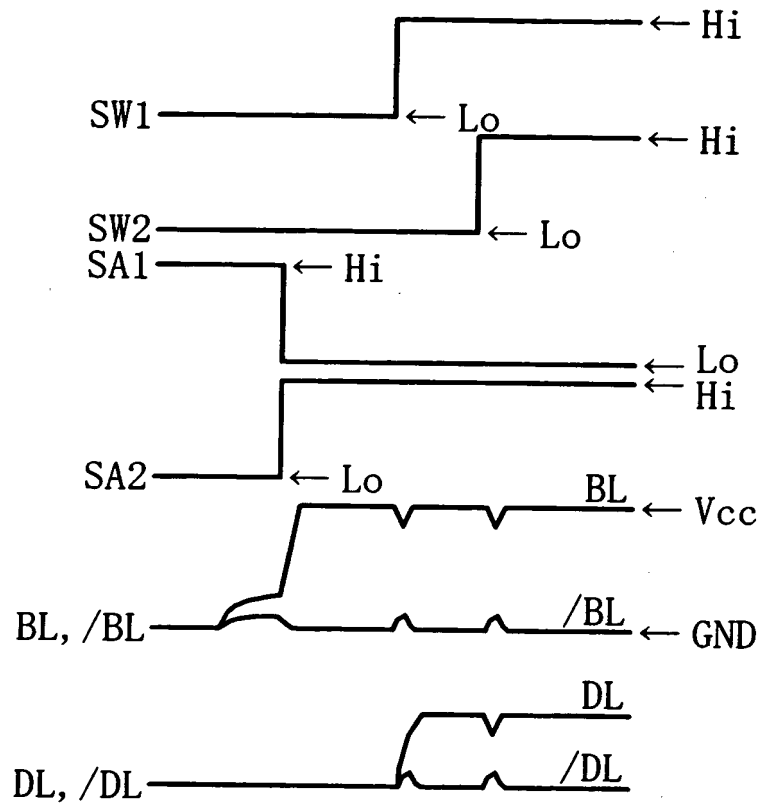 ← Hi
SW1
← Lo
← Hi
SW2
← Lo
SA1
← Hi
← Lo
← Hi
SA2
← Lo
BL
← Vcc
BL, /BL
/BL
← GND
DL
DL, /DL
/DL